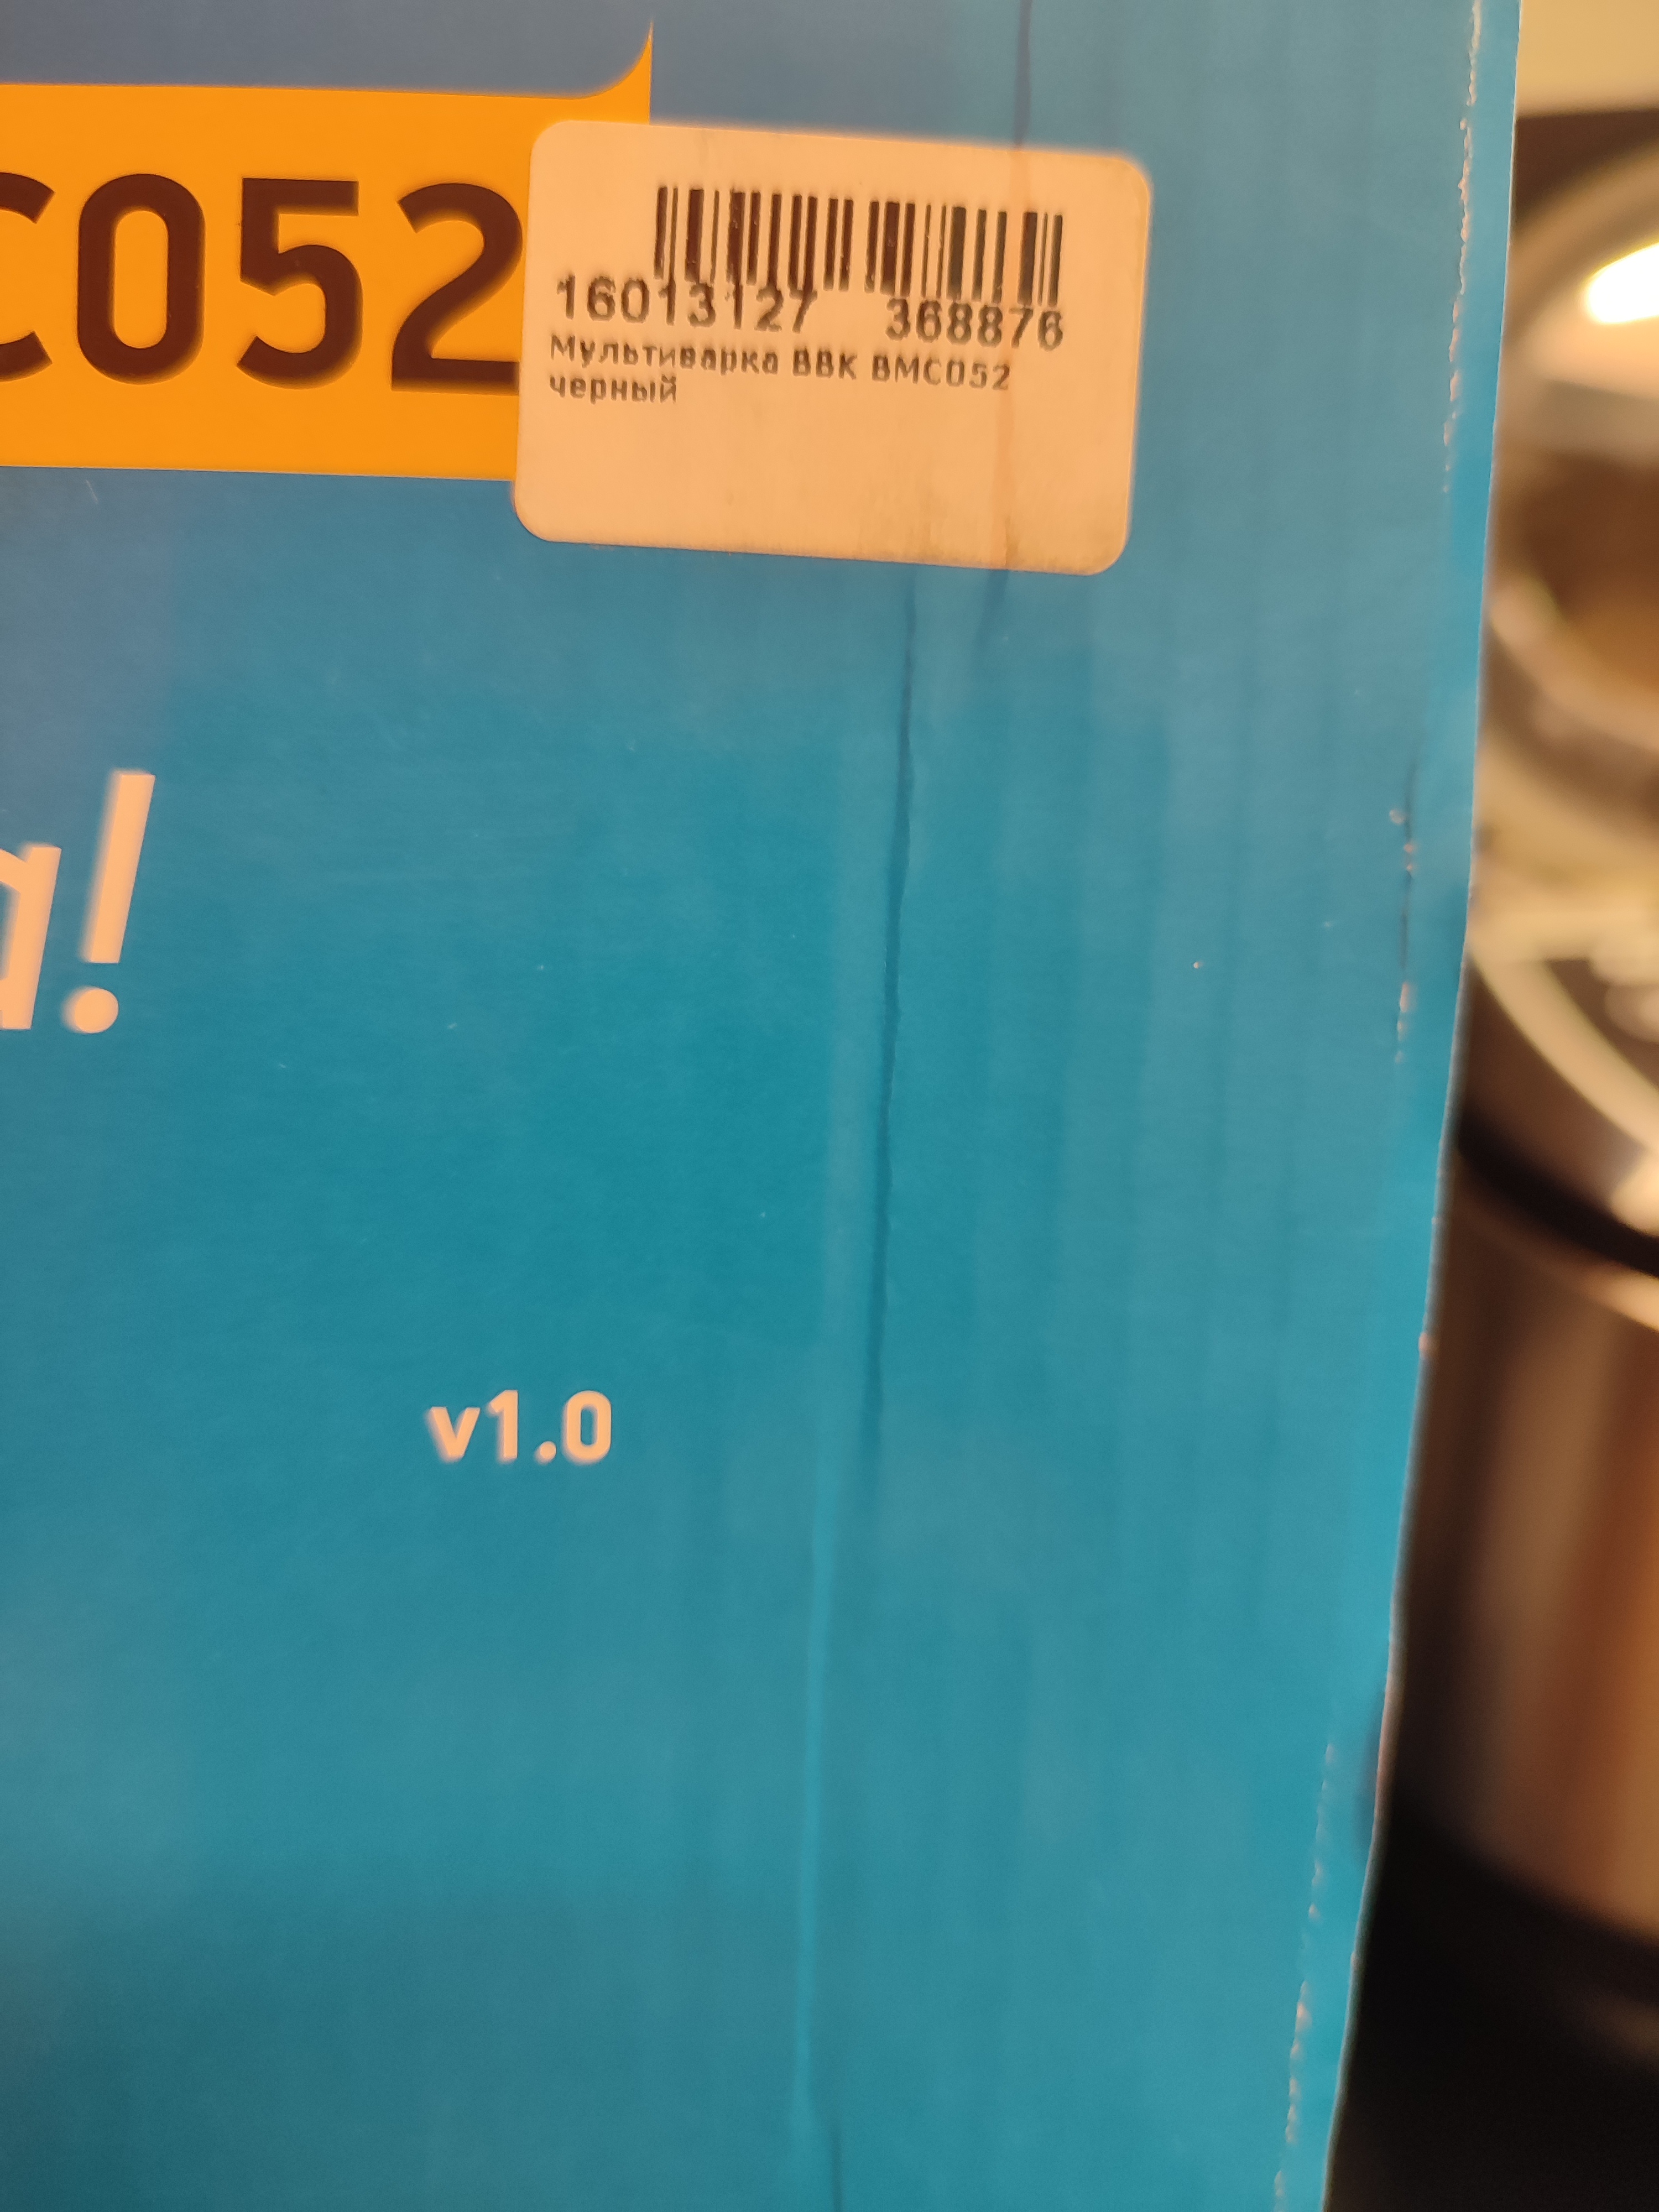 C052
16013127 368876
Мультиварка BBK BMC052
черный
а!
v1.0